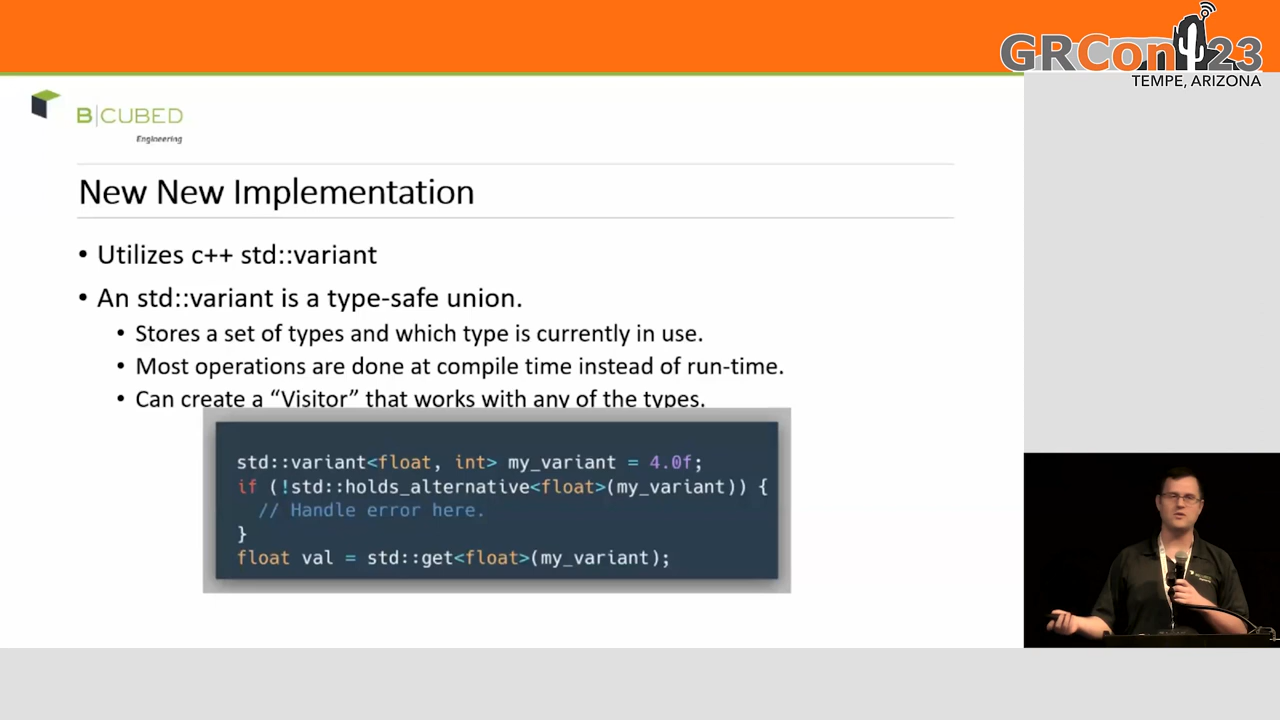 GRCon 23
TEMPE, ARIZONA
B|CUBED
Engineering
New New Implementation
• Utilizes c++ std::variant
• An std::variant is a type-safe union.
• Stores a set of types and which type is currently in use.
• Most operations are done at compile time instead of run-time.
• Can create a “Visitor” that works with any of the types.
std::variant<float, int> my_variant = 4.0f;
if (!std::holds_alternative<float>(my_variant)) {
// Handle error here.
}
float val = std::get<float>(my_variant);